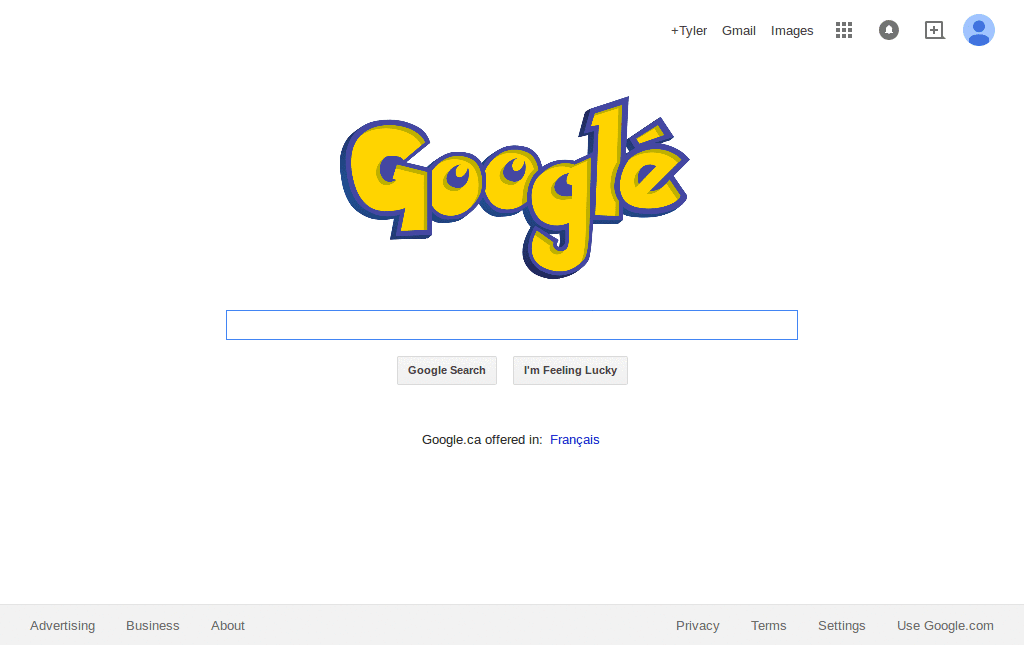 +Tyler Gmail Images
Googlé
Google Search I'm Feeling Lucky
Google.ca offered in: Français
Advertising Business About Privacy Terms Settings Use Google.com